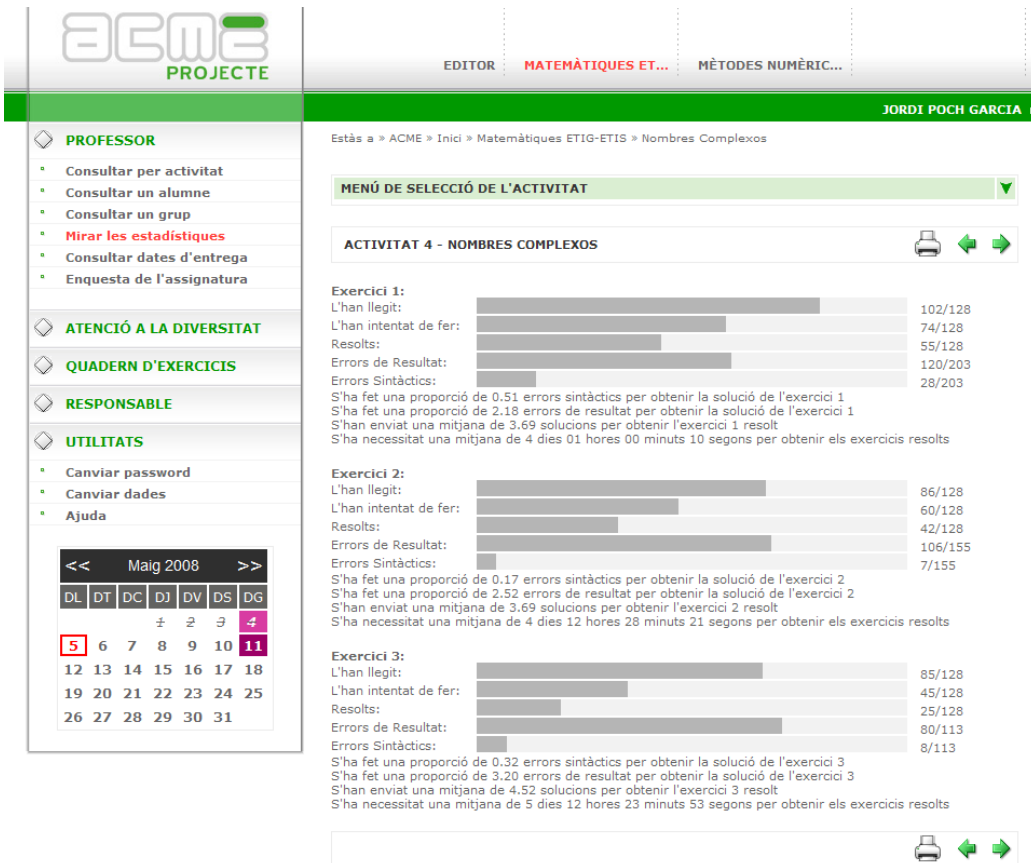 acme
PROJECTE
EDITOR MATEMÀTIQUES ET... MÈTODES NUMÈRIC...
JORDI POCH GARCIA
PROFESSOR
Consultar per activitat
Consultar un alumne
Consultar un grup
Mirar les estadístiques
Consultar dates d'entrega
Enquesta de l'assignatura
ATENCIÓ A LA DIVERSITAT
QUADERN D'EXERCICIS
RESPONSABLE
UTILITATS
Canviar password
Canviar dades
Ajuda
<< Maig 2008 >>
DL DT DC DJ DV DS DG
1 2 3 4
5 6 7 8 9 10 11
12 13 14 15 16 17 18
19 20 21 22 23 24 25
26 27 28 29 30 31
Estàs a » ACME » Inici » Matemàtiques ETIG-ETIS » Nombres Complexos
MENÚ DE SELECCIÓ DE L'ACTIVITAT
ACTIVITAT 4 - NOMBRES COMPLEXOS
Exercici 1:
L'han llegit: 102/128
L'han intentat de fer: 74/128
Resolts: 55/128
Errors de Resultat: 120/203
Errors Sintàctics: 28/203
S'ha fet una proporció de 0.51 errors sintàctics per obtenir la solució de l'exercici 1
S'ha fet una proporció de 2.18 errors de resultat per obtenir la solució de l'exercici 1
S'han enviat una mitjana de 3.69 solucions per obtenir l'exercici 1 resolt
S'ha necessitat una mitjana de 4 dies 01 hores 00 minuts 10 segons per obtenir els exercicis resolts
Exercici 2:
L'han llegit: 86/128
L'han intentat de fer: 60/128
Resolts: 42/128
Errors de Resultat: 106/155
Errors Sintàctics: 7/155
S'ha fet una proporció de 0.17 errors sintàctics per obtenir la solució de l'exercici 2
S'ha fet una proporció de 2.52 errors de resultat per obtenir la solució de l'exercici 2
S'han enviat una mitjana de 3.69 solucions per obtenir l'exercici 2 resolt
S'ha necessitat una mitjana de 4 dies 12 hores 28 minuts 21 segons per obtenir els exercicis resolts
Exercici 3:
L'han llegit: 85/128
L'han intentat de fer: 45/128
Resolts: 25/128
Errors de Resultat: 80/113
Errors Sintàctics: 8/113
S'ha fet una proporció de 0.32 errors sintàctics per obtenir la solució de l'exercici 3
S'ha fet una proporció de 3.20 errors de resultat per obtenir la solució de l'exercici 3
S'han enviat una mitjana de 4.52 solucions per obtenir l'exercici 3 resolt
S'ha necessitat una mitjana de 5 dies 12 hores 23 minuts 53 segons per obtenir els exercicis resolts